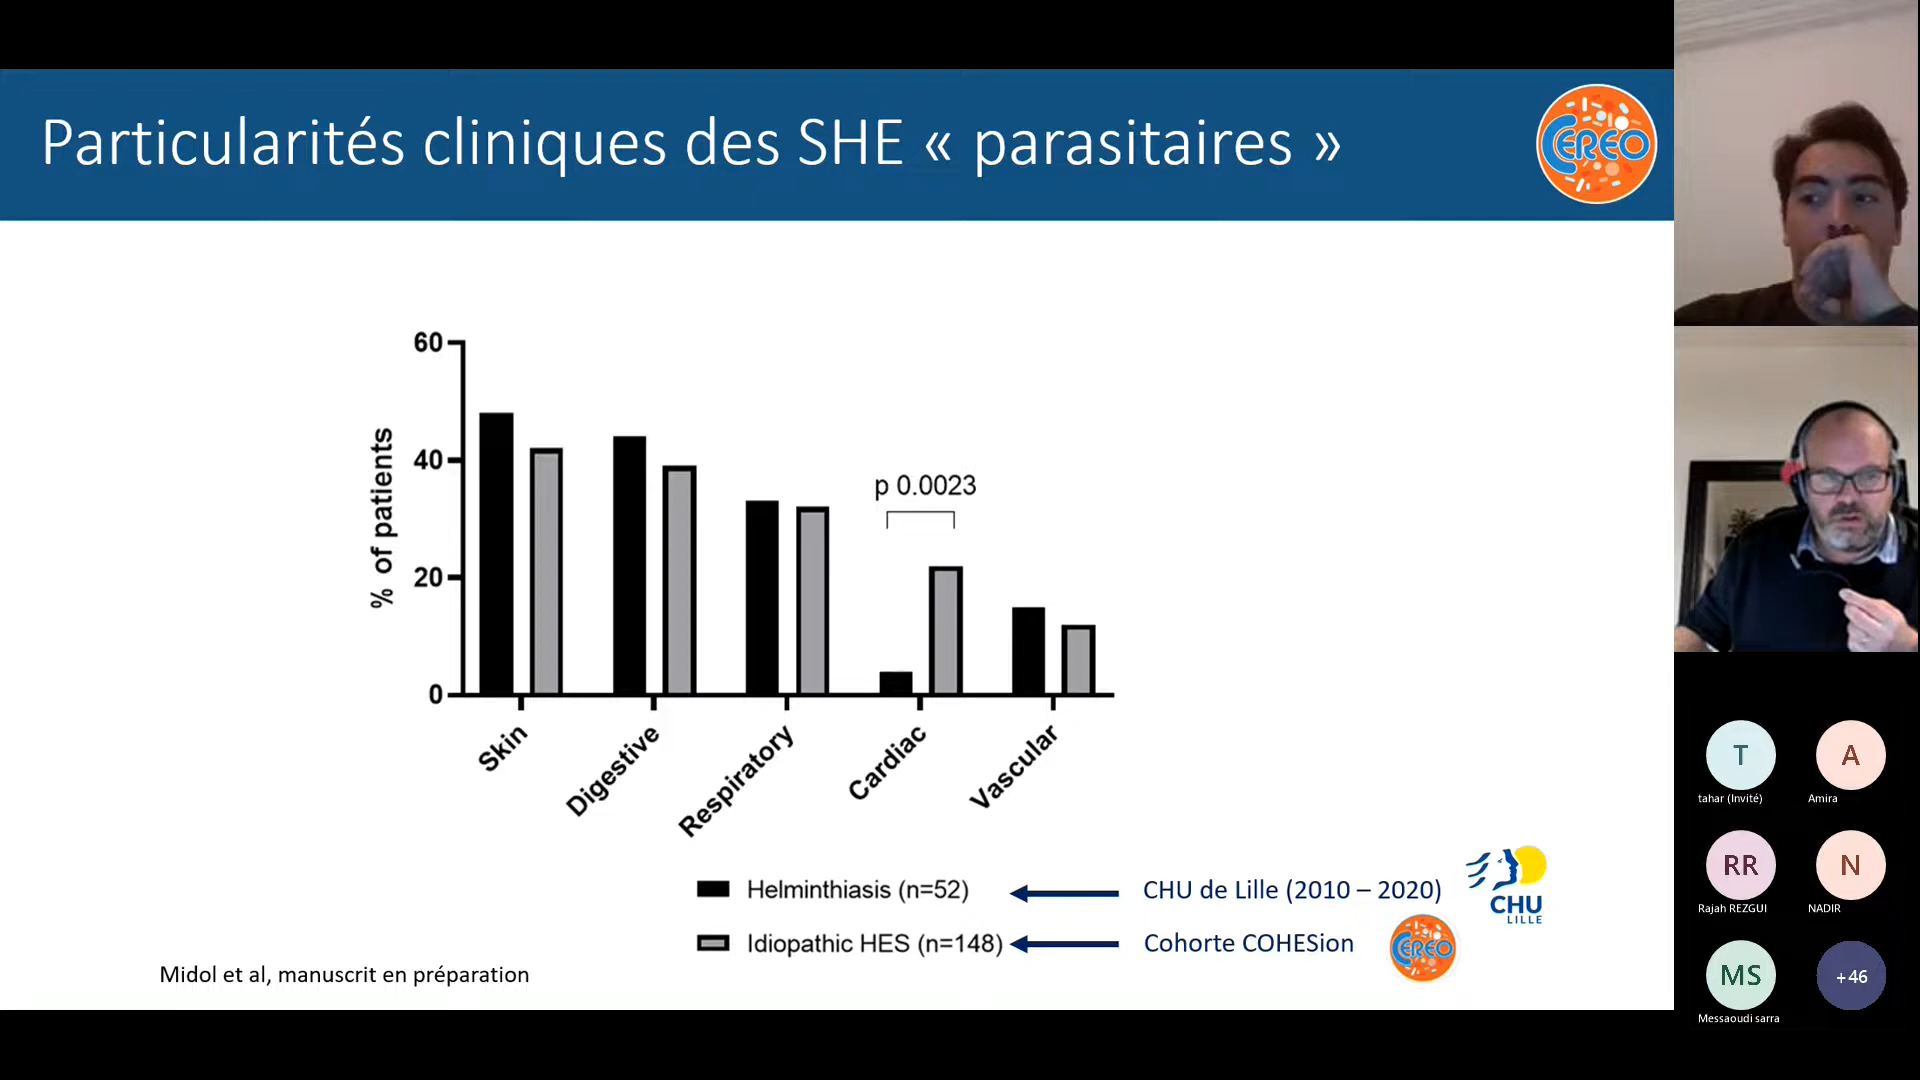 Particularités cliniques des SHE « parasitaires »
CEREO
60
40
20
0
% of patients
p 0.0023
Skin
Digestive
Respiratory
Cardiac
Vascular
Helminthiasis (n=52)
CHU de Lille (2010 – 2020)
CHU
LILLE
Idiopathic HES (n=148)
Cohorte COHESion
CEREO
Midol et al, manuscrit en préparation
T
tahar (Invité)
A
Amira
RR
Rajah REZGUI
N
NADIR
MS
Messaoudi sarra
+46